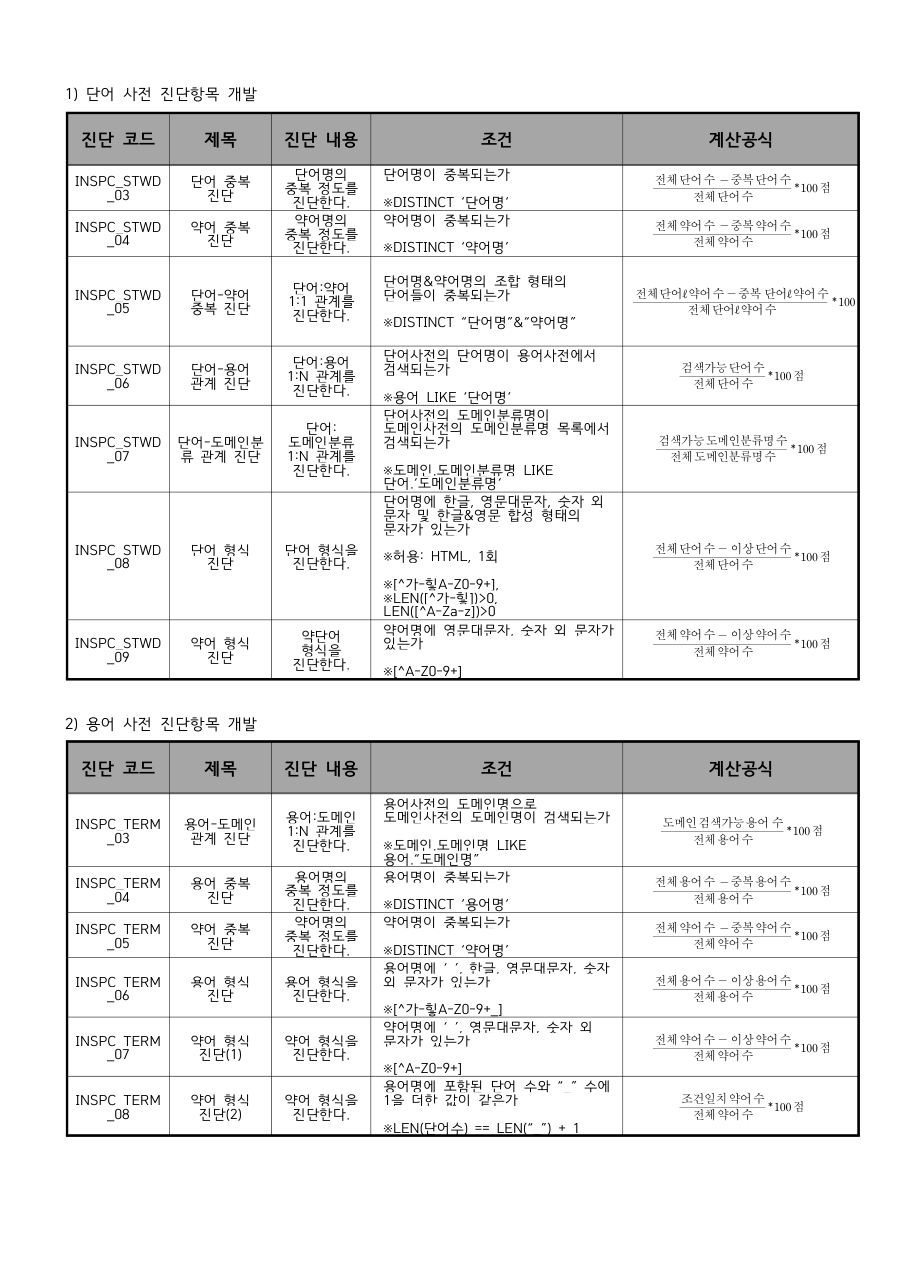 1) 단어 사전 진단항목 개발
진단 코드 제목 진단 내용 조건 계산공식
INSPC_STWD
_03
단어 중복
진단
단어명의
중복 정도를
진단한다.
단어명이 중복되는가
※DISTINCT ‘단어명‘
전체단어수 − 중복단어수
전체단어수
*100 점
INSPC_STWD
_04
약어 중복
진단
약어명의
중복 정도를
진단한다.
약어명이 중복되는가
※DISTINCT ‘약어명’
전체약어수 − 중복약어수
전체약어수
*100 점
INSPC_STWD
_05
단어-약어
중복 진단
단어:약어
1:1 관계를
진단한다.
단어명&약어명의 조합 형태의
단어들이 중복되는가
※DISTINCT “단어명”&“약어명”
전체단어ℓ약어수 − 중복 단어ℓ약어수
전체단어ℓ약어수
*100
INSPC_STWD
_06
단어-용어
관계 진단
단어:용어
1:N 관계를
진단한다.
단어사전의 단어명이 용어사전에서
검색되는가
※용어 LIKE ‘단어명‘
검색가능단어수
전체단어수
*100 점
INSPC_STWD
_07
단어-도메인분
류 관계 진단
단어:
도메인분류
1:N 관계를
진단한다.
단어사전의 도메인분류명이
도메인사전의 도메인분류명 목록에서
검색되는가
※도메인.도메인분류명 LIKE
단어.‘도메인분류명’
검색가능도메인분류명수
전체도메인분류명수
*100 점
INSPC_STWD
_08
단어 형식
진단
단어 형식을
진단한다.
단어명에 한글, 영문대문자, 숫자 외
문자 및 한글&영문 합성 형태의
문자가 있는가
※허용: HTML, 1회
※[^가-힣A-Z0-9+],
※LEN([^가-힣])>0,
LEN([^A-Za-z])>0
전체단어수 − 이상단어수
전체단어수
*100 점
INSPC_STWD
_09
약어 형식
진단
약단어
형식을
진단한다.
약어명에 영문대문자, 숫자 외 문자가
있는가
※[^A-Z0-9+]
전체약어수 − 이상약어수
전체약어수
*100 점
2) 용어 사전 진단항목 개발
진단 코드 제목 진단 내용 조건 계산공식
INSPC_TERM
_03
용어-도메인
관계 진단
용어:도메인
1:N 관계를
진단한다.
용어사전의 도메인명으로
도메인사전의 도메인명이 검색되는가
※도메인.도메인명 LIKE
용어.“도메인명”
도메인검색가능용어 수
전체용어수
*100 점
INSPC_TERM
_04
용어 중복
진단
용어명의
중복 정도를
진단한다.
용어명이 중복되는가
※DISTINCT ‘용어명‘
전체용어수 − 중복용어수
전체용어수
*100 점
INSPC_TERM
_05
약어 중복
진단
약어명의
중복 정도를
진단한다.
약어명이 중복되는가
※DISTINCT ‘약어명’
전체약어수 − 중복약어수
전체약어수
*100 점
INSPC_TERM
_06
용어 형식
진단
용어 형식을
진단한다.
용어명에 ‘_’, 한글, 영문대문자, 숫자
외 문자가 있는가
※[^가-힣A-Z0-9+_]
전체용어수 − 이상용어수
전체용어수
*100 점
INSPC_TERM
_07
약어 형식
진단(1)
약어 형식을
진단한다.
약어명에 ‘_’, 영문대문자, 숫자 외
문자가 있는가
※[^A-Z0-9+]
전체약어수 − 이상약어수
전체약어수
*100 점
INSPC_TERM
_08
약어 형식
진단(2)
약어 형식을
진단한다.
용어명에 포함된 단어 수와 “_” 수에
1을 더한 값이 같은가
※LEN(단어수) == LEN(“_”) + 1
조건일치약어수
전체약어수
*100 점